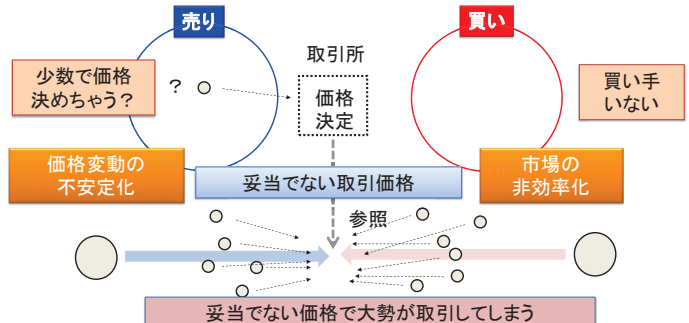 売り
買い
取引所
少数で価格
決めちゃう？
？
価格
決定
買い手
いない
価格変動の
不安定化
妥当でない取引価格
市場の
非効率化
参照
妥当でない価格で大勢が取引してしまう